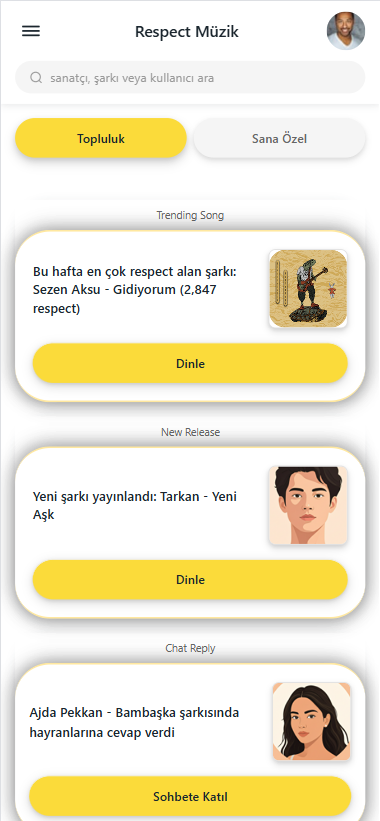 Respect Müzik
sanatçı, şarkı veya kullanıcı ara
Topluluk
Sana Özel
Trending Song
Bu hafta en çok respect alan şarkı:
Sezen Aksu - Gidiyorum (2,847
respect)
Dinle
New Release
Yeni şarkı yayınlandı: Tarkan - Yeni
Aşk
Dinle
Chat Reply
Ajda Pekkan - Bambaşka şarkısında
hayranlarına cevap verdi
Sohbete Katıl